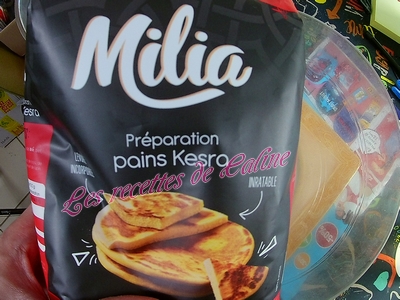 Milia
Préparation
pains Kesra
Les recettes de Laline
INRATABLE